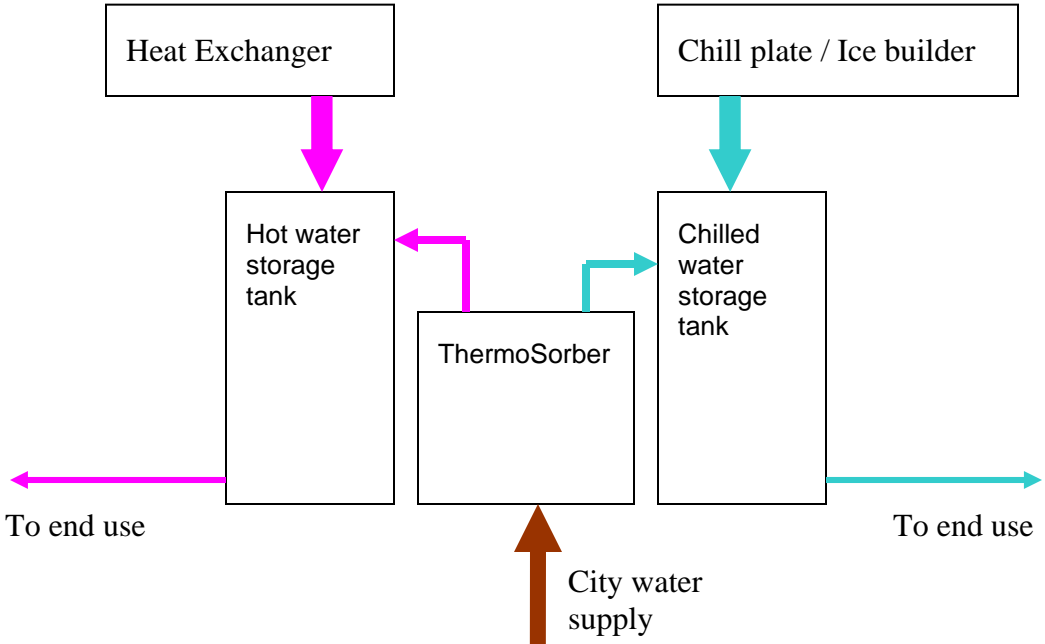 Heat Exchanger
Chill plate / Ice builder
Hot water
storage
tank
Chilled
water
storage
tank
ThermoSorber
To end use
To end use
City water
supply